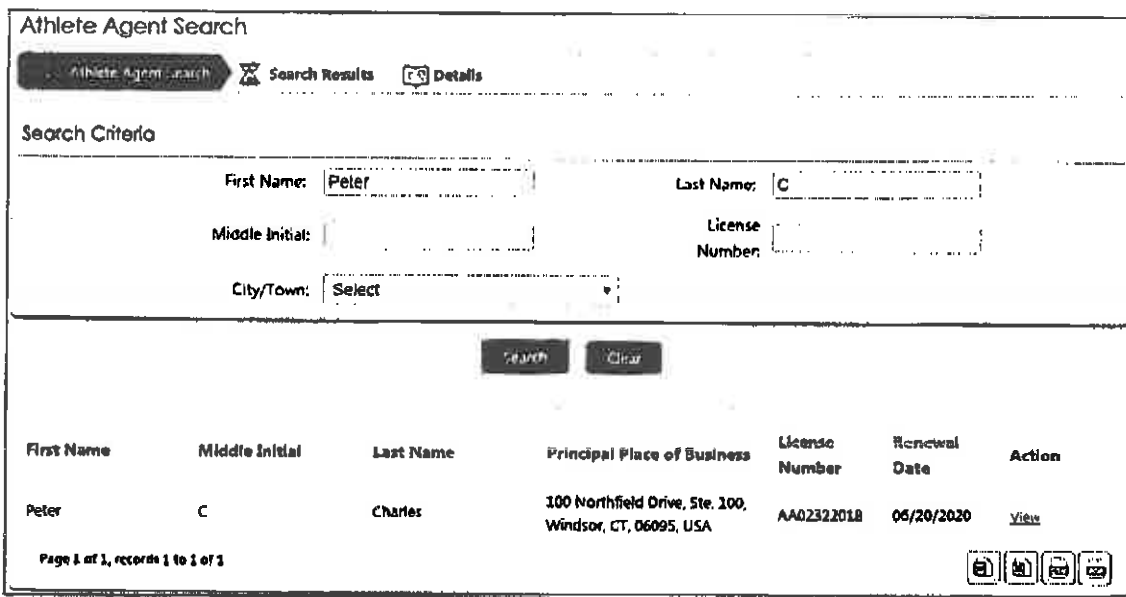 Athlete Agent Search
Athlete Agent Search Search Results Details
Search Criteria
First Name: Peter Last Name: C
Middle Initial: License Number:
City/Town: Select
Search Clear
First Name Middle Initial Last Name Principal Place of Business License Number Renewal Date Action
Peter C Charles 100 Northfield Drive, Ste. 100, Windsor, CT, 06095, USA AA02322018 06/20/2020 View
Page 1 of 1, records 1 to 1 of 1